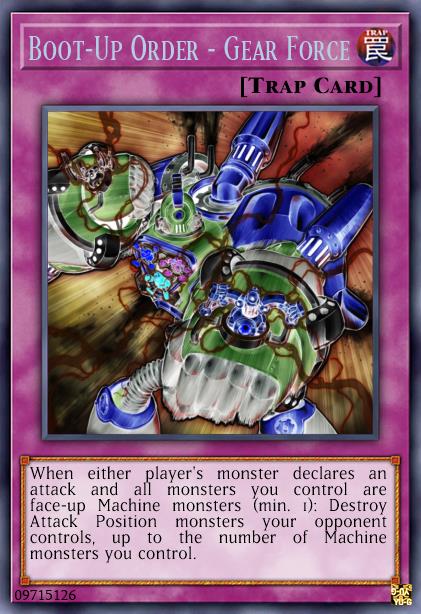 Boot-Up Order - Gear Force
TRAP
罠
[Trap Card]
When either player's monster declares an
attack and all monsters you control are
face-up Machine monsters (min. 1): Destroy
Attack Position monsters your opponent
controls, up to the number of Machine
monsters you control.
09715126